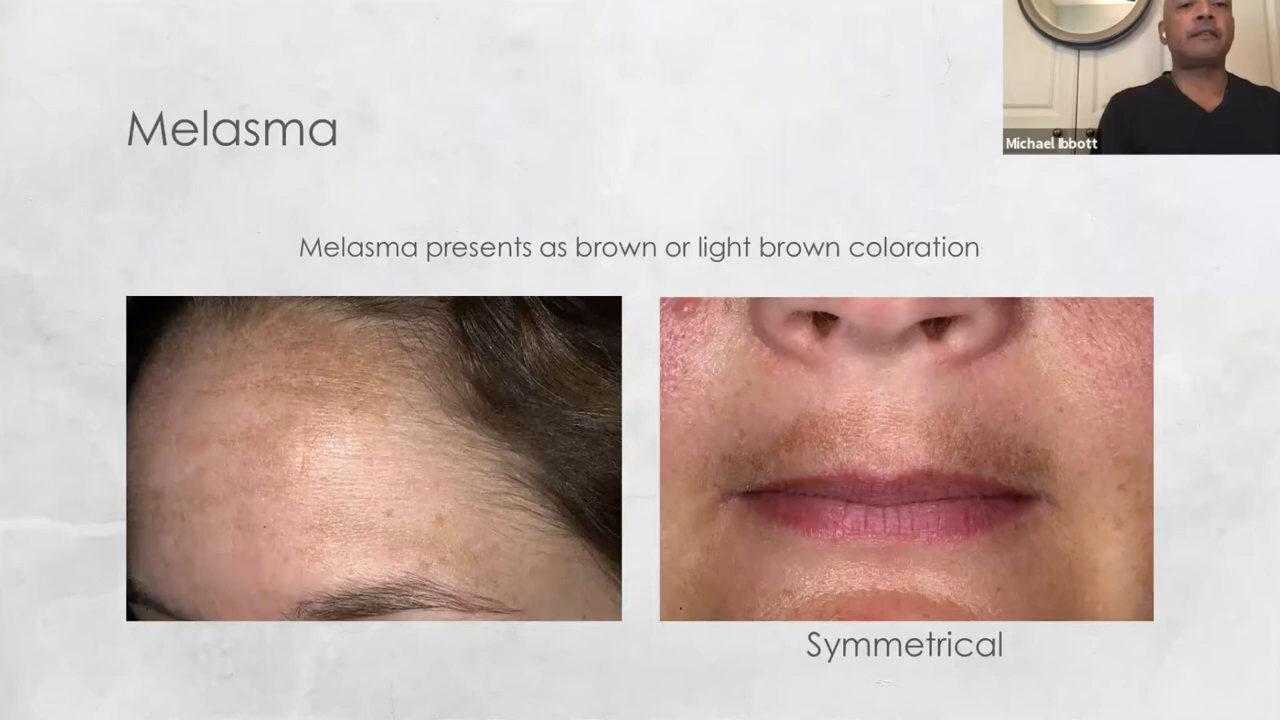 Melasma
Michael Ibbott
Melasma presents as brown or light brown coloration
Symmetrical